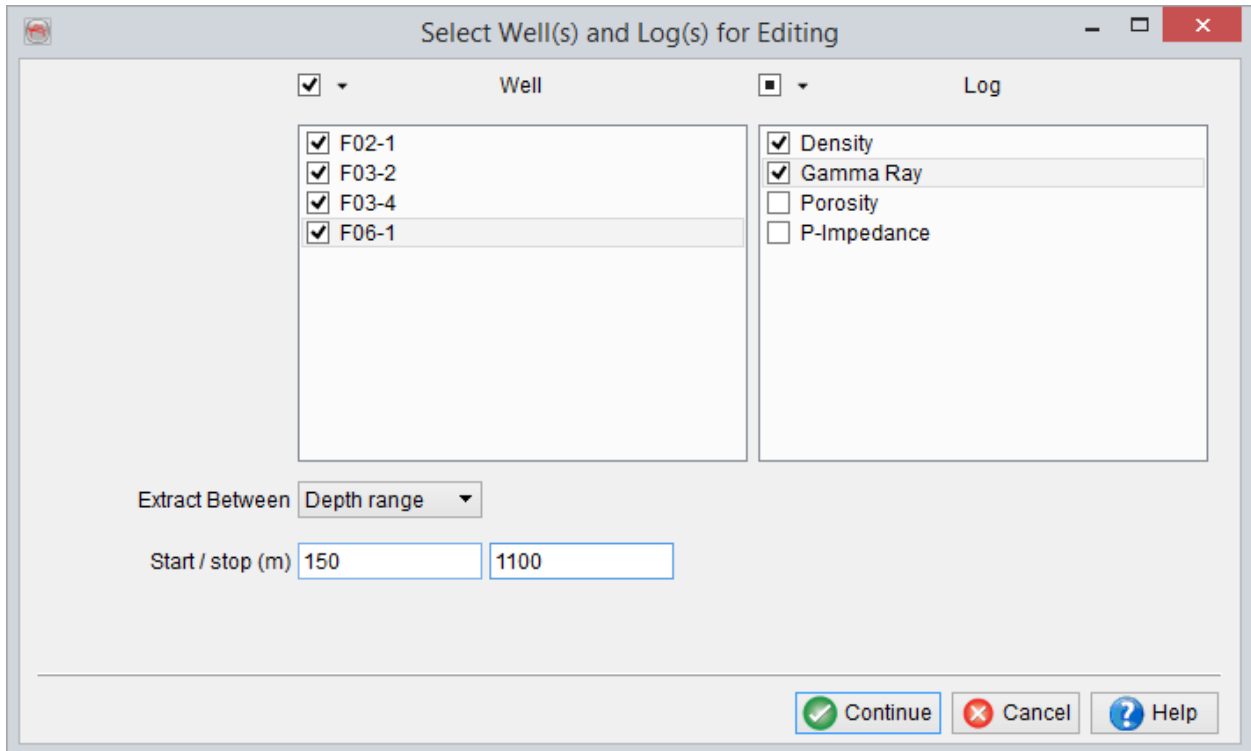 Select Well(s) and Log(s) for Editing
Well
Log
F02-1
F03-2
F03-4
F06-1
Density
Gamma Ray
Porosity
P-Impedance
Extract Between Depth range
Start / stop (m) 150 1100
Continue Cancel Help